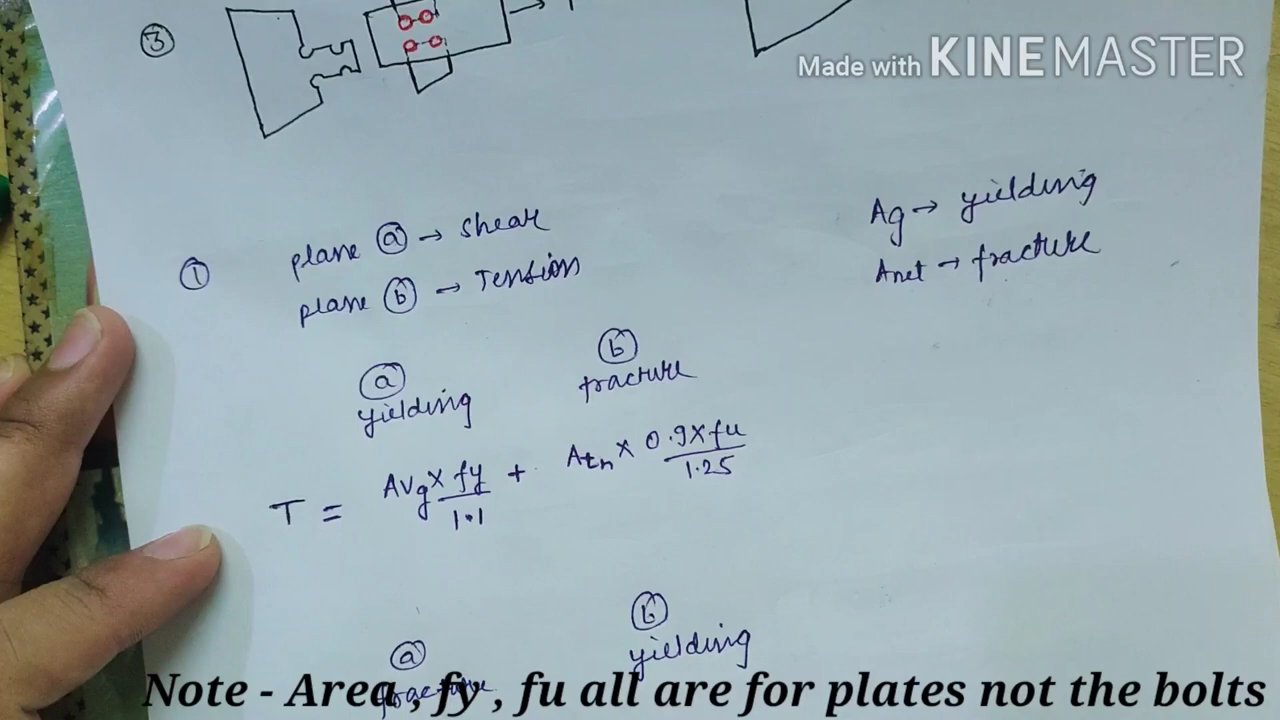 ③
Made with KINEMASTER
① plane ⓐ → shear
plane ⓑ → Tension
Ag → yielding
Anet → fracture
ⓐ ⓑ
yielding fracture
T = Avg × fy/1.1 + Atn × 0.9 × fu/1.25
ⓐ ⓑ
fracture yielding
Note - Area , fy , fu all are for plates not the bolts